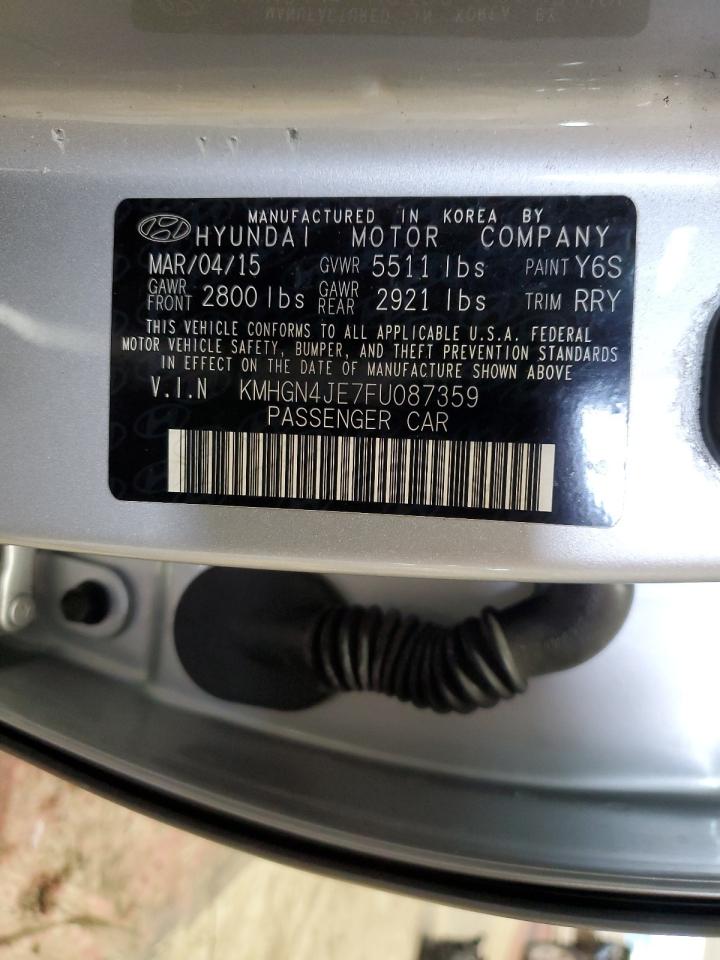 MANUFACTURED IN KOREA BY
HYUNDAI MOTOR COMPANY
MAR/04/15 GVWR 5511 lbs PAINT Y6S
GAWR FRONT 2800 lbs GAWR REAR 2921 lbs TRIM RRY
THIS VEHICLE CONFORMS TO ALL APPLICABLE U.S.A. FEDERAL
MOTOR VEHICLE SAFETY, BUMPER, AND THEFT PREVENTION STANDARDS
IN EFFECT ON THE DATE OF MANUFACTURE SHOWN ABOVE
V.I.N KMHGN4JE7FU087359
PASSENGER CAR